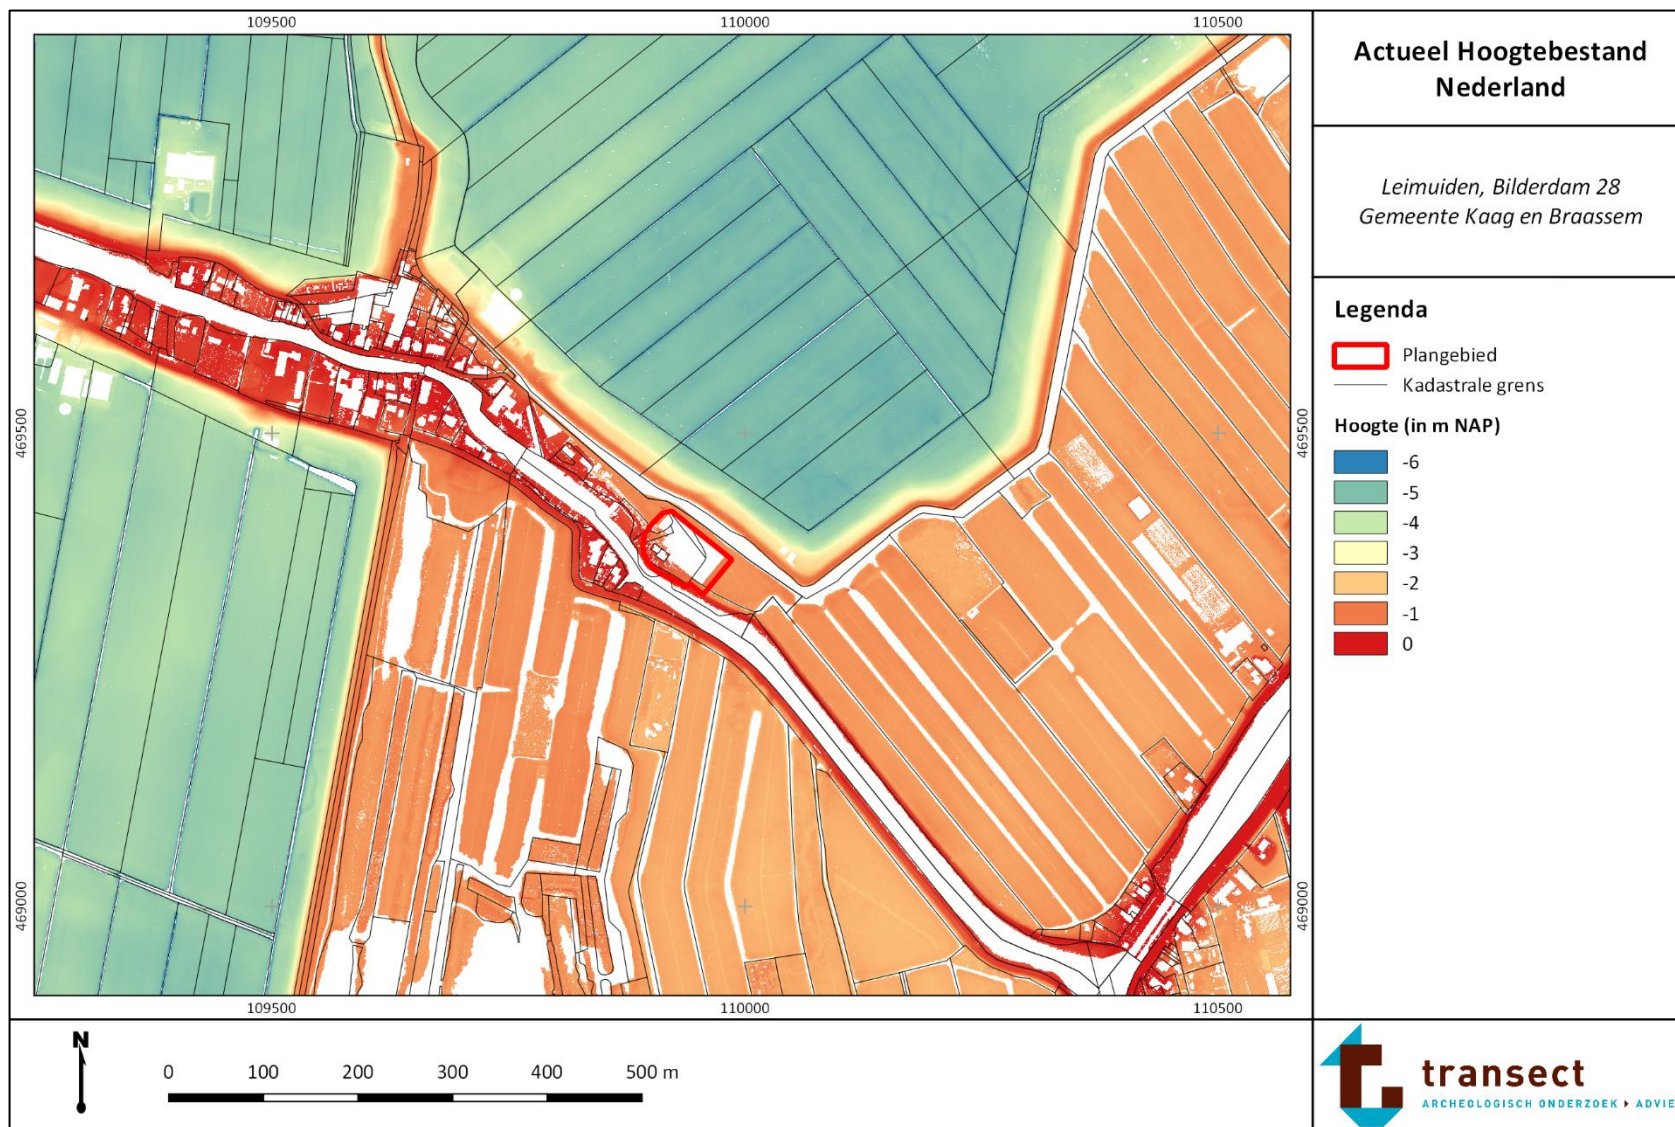 109500 110000 110500
469500 469500
469000 469000
109500 110000 110500
Actueel Hoogtebestand
Nederland
Leimuiden, Bilderdam 28
Gemeente Kaag en Braassem
Legenda
Plangebied
Kadastrale grens
Hoogte (in m NAP)
-6
-5
-4
-3
-2
-1
0
N
0 100 200 300 400 500 m
transect
ARCHEOLOGISCH ONDERZOEK ▶ ADVIE